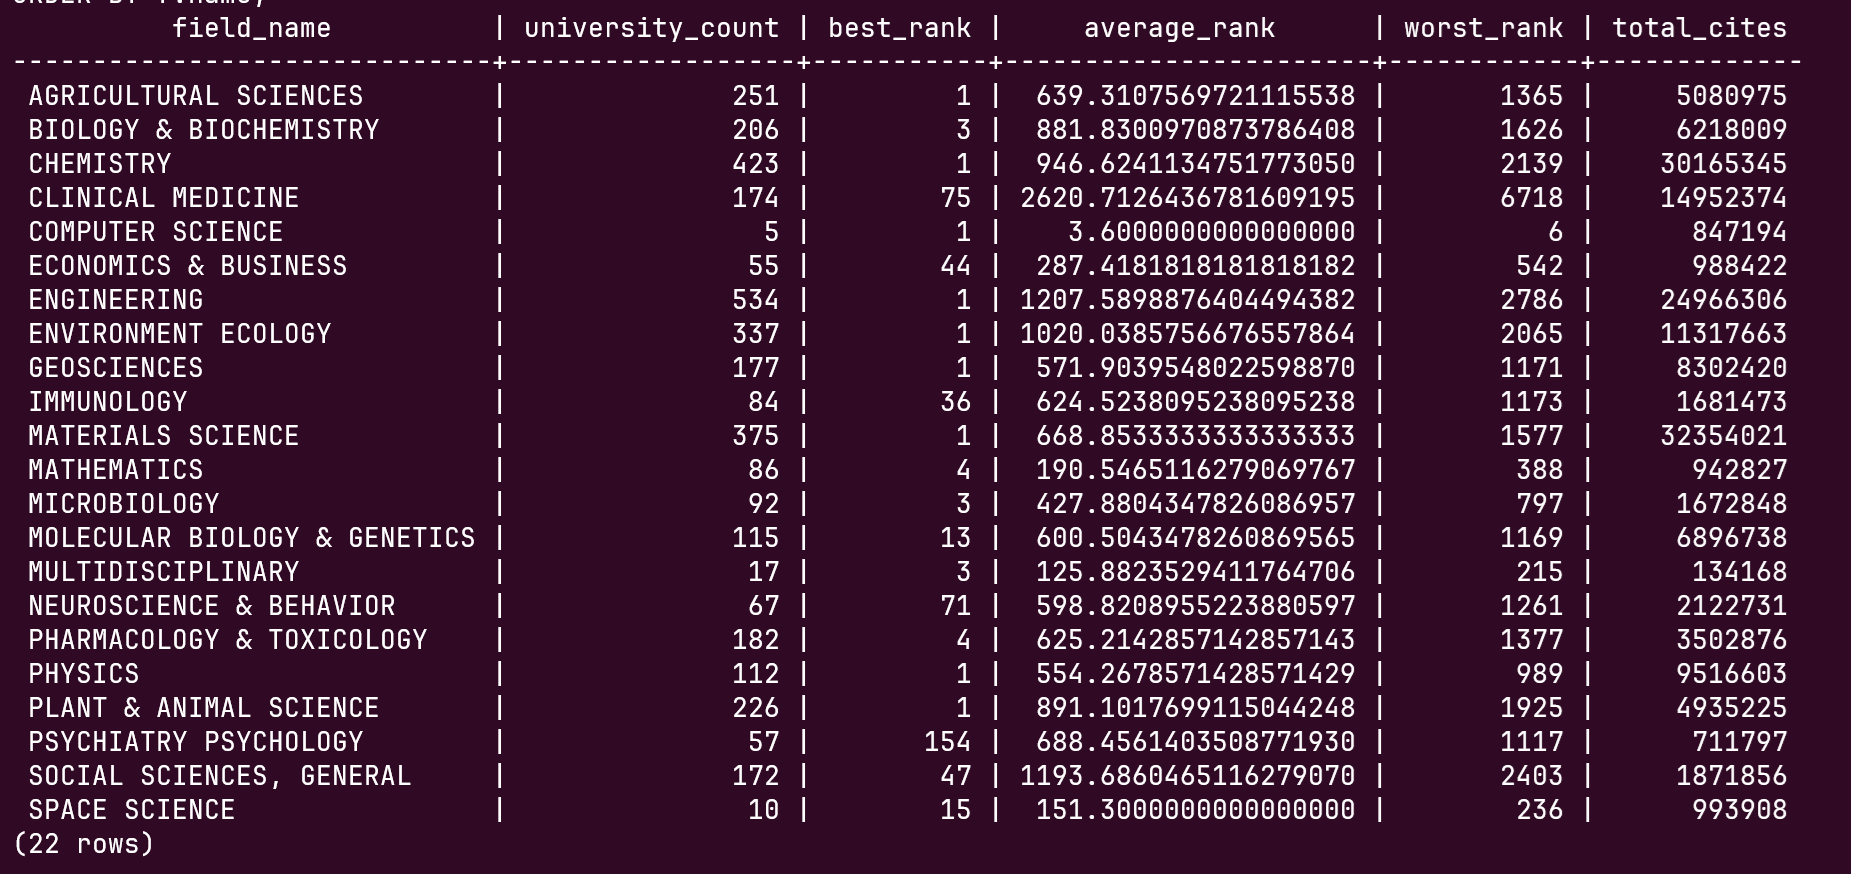 field_name | university_count | best_rank | average_rank | worst_rank | total_cites
------------------------------+------------------+-----------+-----------------------+------------+-------------
AGRICULTURAL SCIENCES | 251 | 1 | 639.3107569721115538 | 1365 | 5080975
BIOLOGY & BIOCHEMISTRY | 206 | 3 | 881.8300970873786408 | 1626 | 6218009
CHEMISTRY | 423 | 1 | 946.6241134751773050 | 2139 | 30165345
CLINICAL MEDICINE | 174 | 75 | 2620.7126436781609195 | 6718 | 14952374
COMPUTER SCIENCE | 5 | 1 | 3.6000000000000000 | 6 | 847194
ECONOMICS & BUSINESS | 55 | 44 | 287.4181818181818182 | 542 | 988422
ENGINEERING | 534 | 1 | 1207.5898876404494382 | 2786 | 24966306
ENVIRONMENT ECOLOGY | 337 | 1 | 1020.0385756676557864 | 2065 | 11317663
GEOSCIENCES | 177 | 1 | 571.9039548022598870 | 1171 | 8302420
IMMUNOLOGY | 84 | 36 | 624.5238095238095238 | 1173 | 1681473
MATERIALS SCIENCE | 375 | 1 | 668.8533333333333333 | 1577 | 32354021
MATHEMATICS | 86 | 4 | 190.5465116279069767 | 388 | 942827
MICROBIOLOGY | 92 | 3 | 427.8804347826086957 | 797 | 1672848
MOLECULAR BIOLOGY & GENETICS | 115 | 13 | 600.5043478260869565 | 1169 | 6896738
MULTIDISCIPLINARY | 17 | 3 | 125.8823529411764706 | 215 | 134168
NEUROSCIENCE & BEHAVIOR | 67 | 71 | 598.8208955223880597 | 1261 | 2122731
PHARMACOLOGY & TOXICOLOGY | 182 | 4 | 625.2142857142857143 | 1377 | 3502876
PHYSICS | 112 | 1 | 554.2678571428571429 | 989 | 9516603
PLANT & ANIMAL SCIENCE | 226 | 1 | 891.1017699115044248 | 1925 | 4935225
PSYCHIATRY PSYCHOLOGY | 57 | 154 | 688.4561403508771930 | 1117 | 711797
SOCIAL SCIENCES, GENERAL | 172 | 47 | 1193.6860465116279070 | 2403 | 1871856
SPACE SCIENCE | 10 | 15 | 151.3000000000000000 | 236 | 993908
(22 rows)